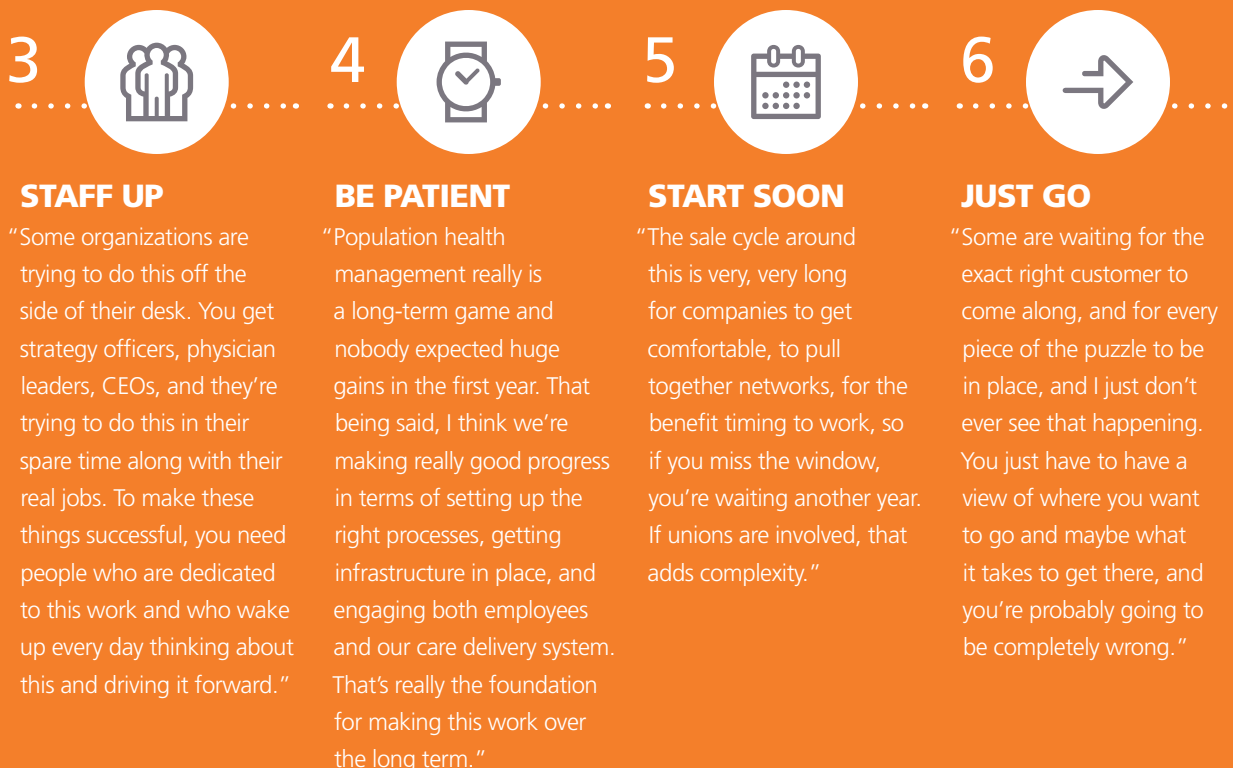 3
STAFF UP
“Some organizations are
trying to do this off the
side of their desk. You get
strategy officers, physician
leaders, CEOs, and they’re
trying to do this in their
spare time along with their
real jobs. To make these
things successful, you need
people who are dedicated
to this work and who wake
up every day thinking about
this and driving it forward.”
4
BE PATIENT
“Population health
management really is
a long-term game and
nobody expected huge
gains in the first year. That
being said, I think we’re
making really good progress
in terms of setting up the
right processes, getting
infrastructure in place, and
engaging both employees
and our care delivery system.
That’s really the foundation
for making this work over
the long term.”
5
START SOON
“The sale cycle around
this is very, very long
for companies to get
comfortable, to pull
together networks, for the
benefit timing to work, so
if you miss the window,
you’re waiting another year.
If unions are involved, that
adds complexity.”
6
JUST GO
“Some are waiting for the
exact right customer to
come along, and for every
piece of the puzzle to be
in place, and I just don’t
ever see that happening.
You just have to have a
view of where you want
to go and maybe what
it takes to get there, and
you’re probably going to
be completely wrong.”